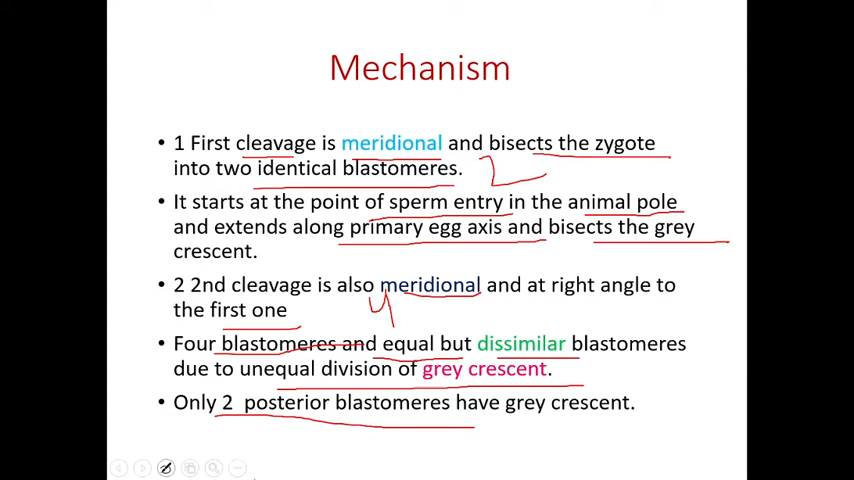 Mechanism
• 1 First cleavage is meridional and bisects the zygote
into two identical blastomeres.
2
• It starts at the point of sperm entry in the animal pole
and extends along primary egg axis and bisects the grey
crescent.
• 2 2nd cleavage is also meridional and at right angle to
the first one
4
• Four blastomeres and equal but dissimilar blastomeres
due to unequal division of grey crescent.
• Only 2 posterior blastomeres have grey crescent.